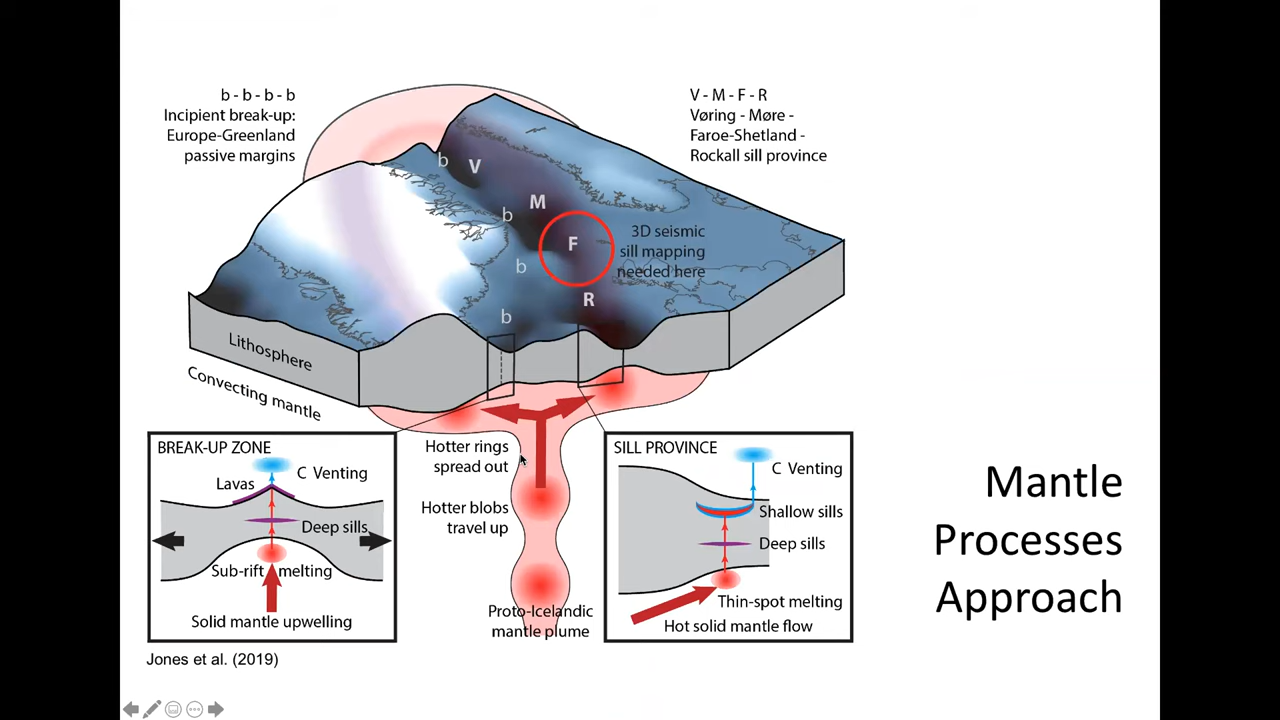 b - b - b - b
Incipient break-up:
Europe-Greenland
passive margins
V - M - F - R
Vøring - Møre -
Faroe-Shetland -
Rockall sill province
b
V
M
b
F
3D seismic
sill mapping
needed here
b
R
b
Lithosphere
Convecting mantle
BREAK-UP ZONE
C Venting
Lavas
Deep sills
Sub-rift melting
Solid mantle upwelling
Hotter rings
spread out
Hotter blobs
travel up
Proto-Icelandic
mantle plume
SILL PROVINCE
C Venting
Shallow sills
Deep sills
Thin-spot melting
Hot solid mantle flow
Mantle
Processes
Approach
Jones et al. (2019)